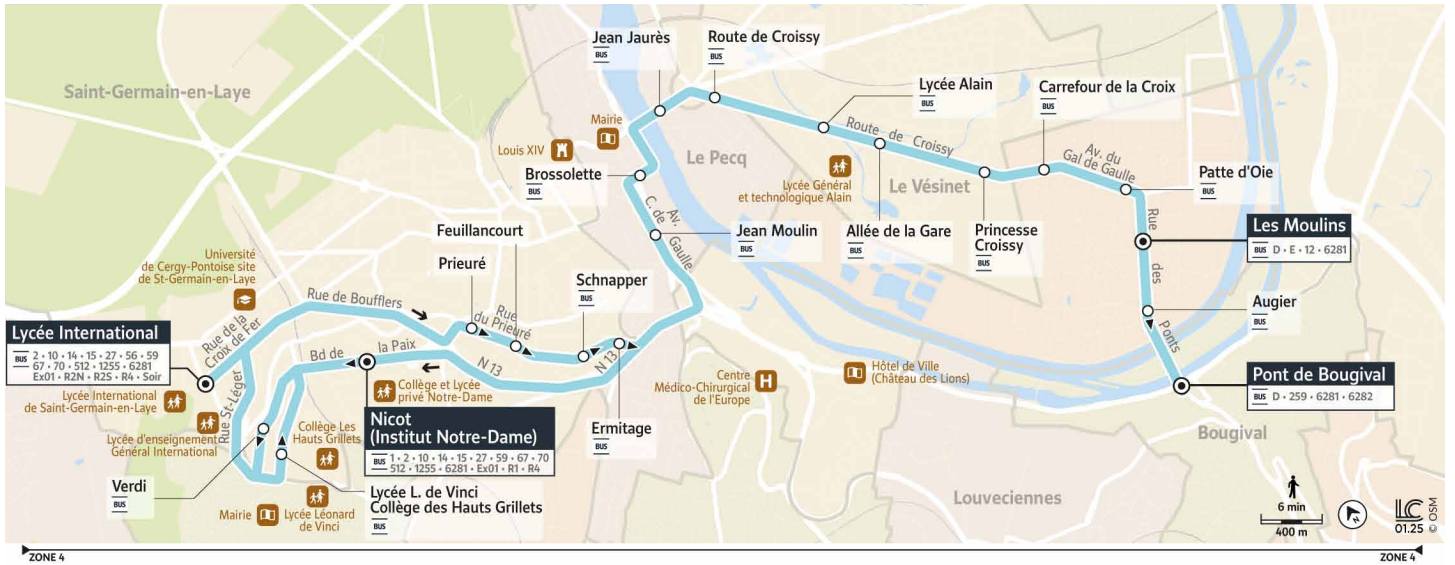 Saint-Germain-en-Laye
Jean Jaurès
BUS
Route de Croissy
BUS
Lycée Alain
BUS
Carrefour de la Croix
BUS
Mairie
Louis XIV
Le Pecq
Route de Croissy
Av. du
Gal de Gaulle
Brossolette
BUS
Lycée Général
et technologique Alain
Le Vésinet
Patte d'Oie
BUS
Av.
C. de Gaulle
Jean Moulin
BUS
Allée de la Gare
BUS
Princesse
Croissy
BUS
Rue des Ponts
Les Moulins
BUS D • E • 12 • 6281
Feuillancourt
Prieuré
Université
de Cergy-Pontoise site
de St-Germain-en-Laye
Schnapper
BUS
Rue de Boufflers
Rue
du Prieuré
Augier
BUS
Lycée International
BUS 2 • 10 • 14 • 15 • 27 • 56 • 59
67 • 70 • 512 • 1255 • 6281
Ex01 • R2N • R2S • R4 • Soir
Rue de la
Croix de Fer
Bd de la Paix
N 13
N 13
Lycée International
de Saint-Germain-en-Laye
Rue St-Léger
Collège et Lycée
privé Notre-Dame
Centre
Médico-Chirurgical
de l'Europe
H
Hôtel de Ville
(Château des Lions)
Pont de Bougival
BUS D • 259 • 6281 • 6282
Lycée d'enseignement
Général International
Collège Les
Hauts Grillets
Nicot
(Institut Notre-Dame)
BUS 1 • 2 • 10 • 14 • 15 • 27 • 59 • 67 • 70
512 • 1255 • 6281 • Ex01 • R1 • R4
Ermitage
BUS
Bougival
Verdi
BUS
Mairie
Lycée Léonard
de Vinci
Lycée L. de Vinci
Collège des Hauts Grillets
BUS
Louveciennes
6 min
400 m
N
LC
01.25
© OSM
ZONE 4
ZONE 4